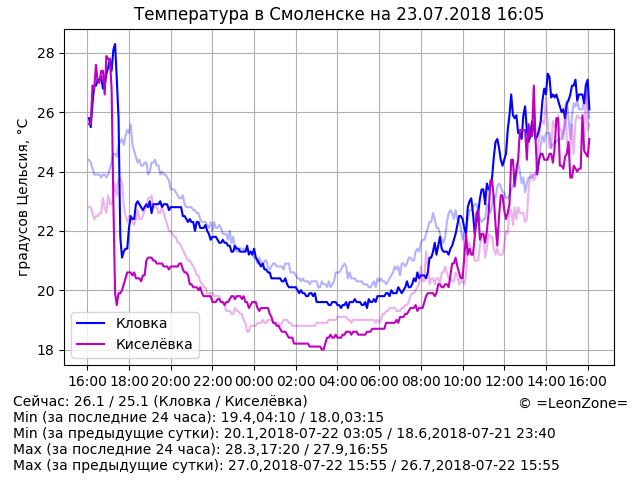 Температура в Смоленске на 23.07.2018 16:05
градусов Цельсия, °C
28
26
24
22
20
18
Кловка
Киселёвка
16:00 18:00 20:00 22:00 00:00 02:00 04:00 06:00 08:00 10:00 12:00 14:00 16:00
Сейчас: 26.1 / 25.1 (Кловка / Киселёвка)
© =LeonZone=
Min (за последние 24 часа): 19.4,04:10 / 18.0,03:15
Min (за предыдущие сутки): 20.1,2018-07-22 03:05 / 18.6,2018-07-21 23:40
Max (за последние 24 часа): 28.3,17:20 / 27.9,16:55
Max (за предыдущие сутки): 27.0,2018-07-22 15:55 / 26.7,2018-07-22 15:55